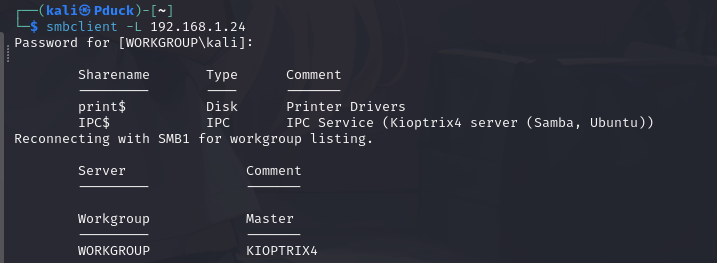 ┌──(kali㉿Pduck)-[~]
└─$ smbclient -L 192.168.1.24
Password for [WORKGROUP\kali]:
Sharename Type Comment
--------- ---- -------
print$ Disk Printer Drivers
IPC$ IPC IPC Service (Kioptrix4 server (Samba, Ubuntu))
Reconnecting with SMB1 for workgroup listing.
Server Comment
--------- -------
Workgroup Master
--------- -------
WORKGROUP KIOPTRIX4